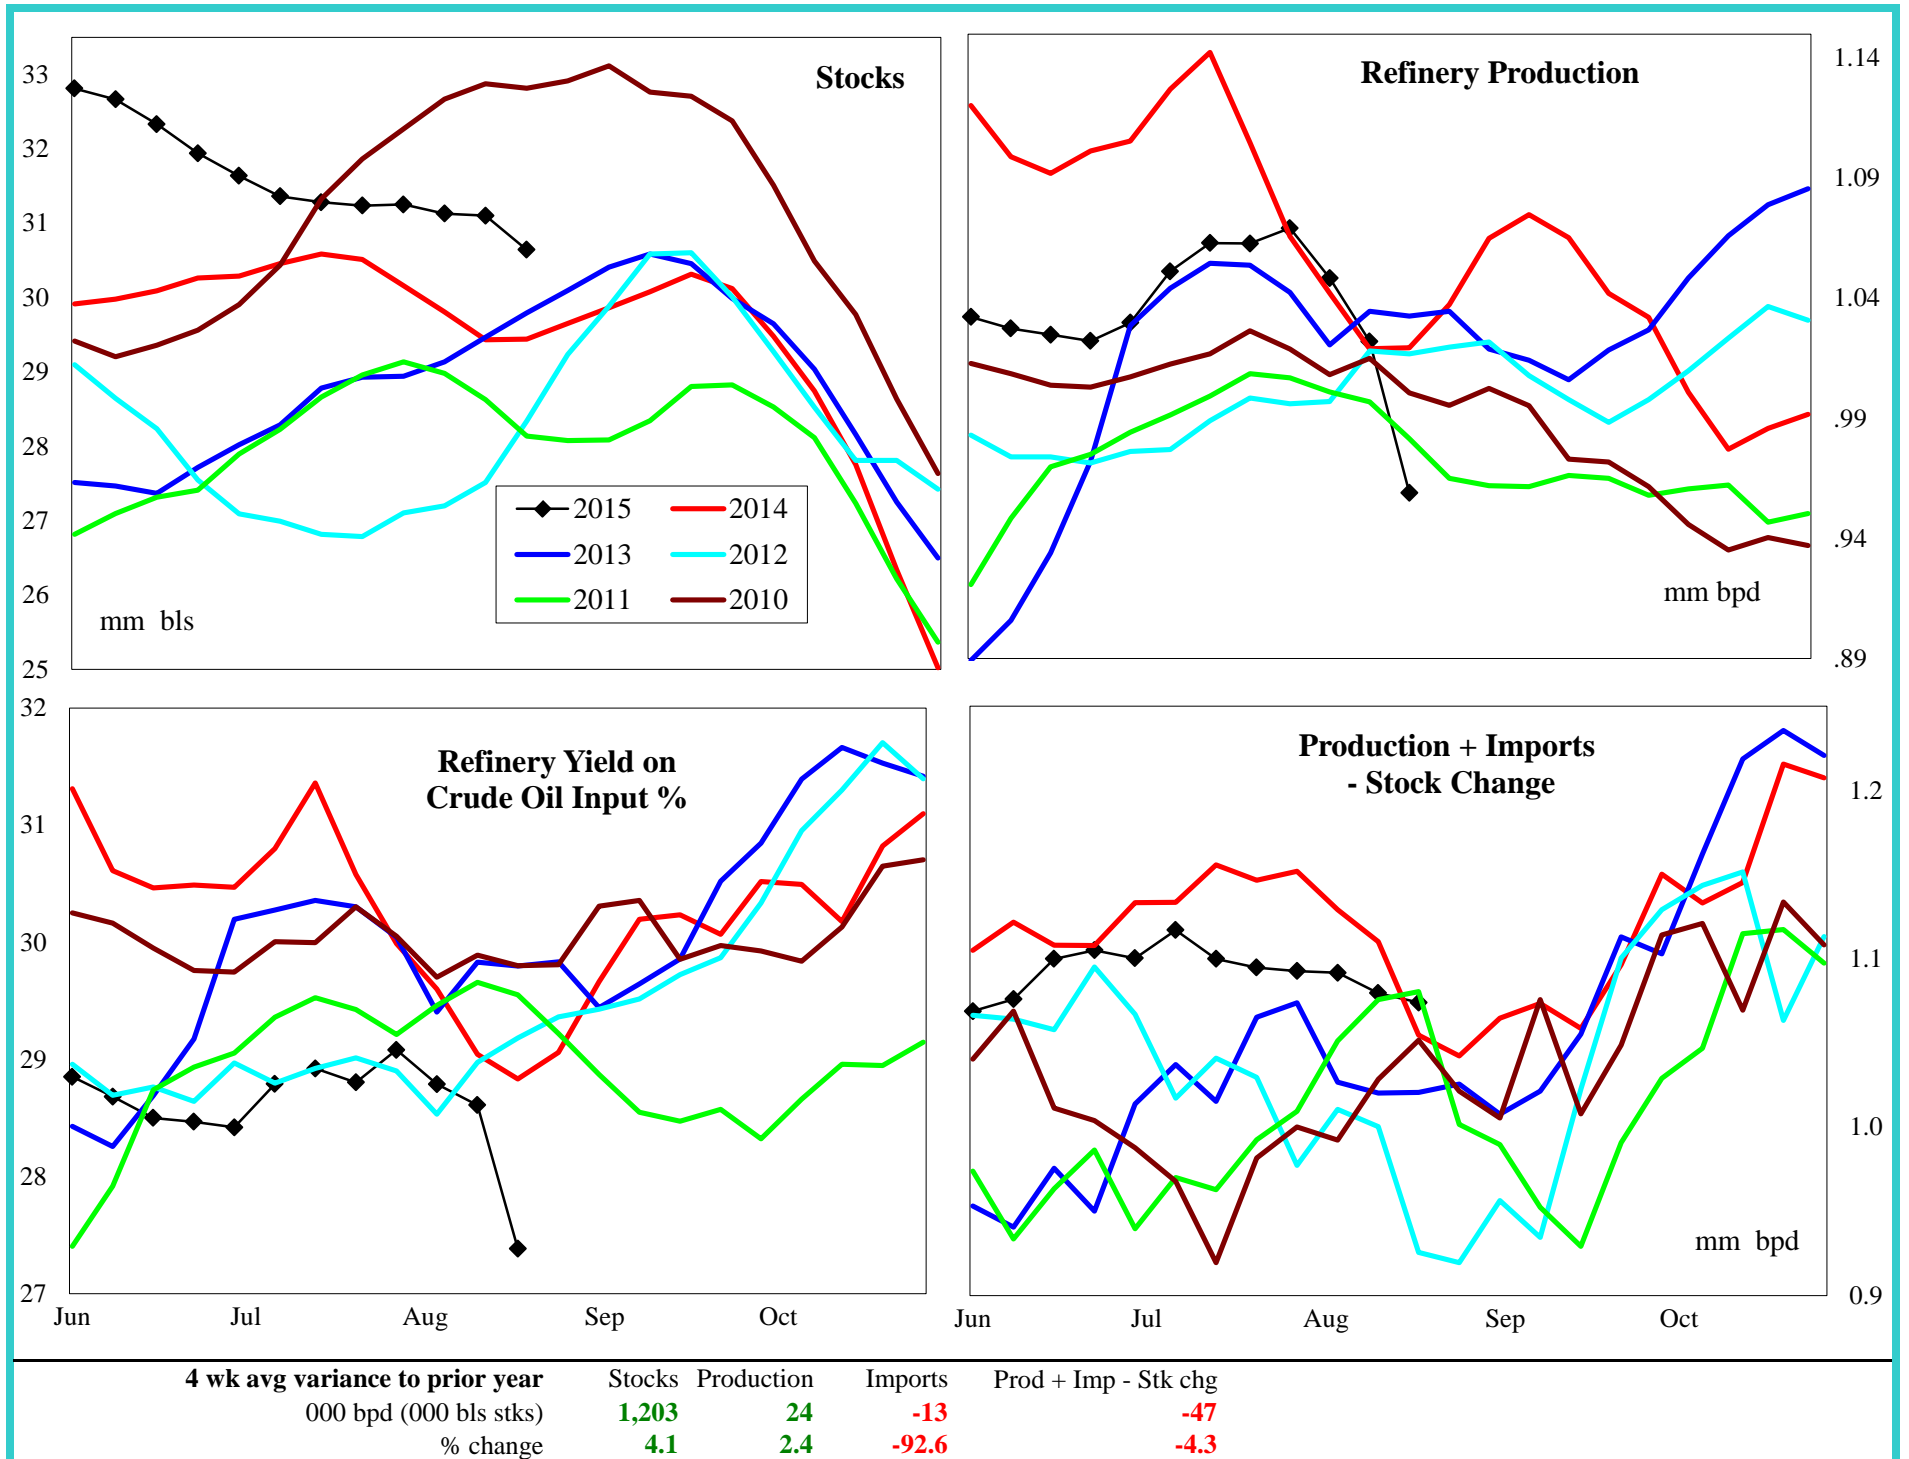 Stocks
33
32
31
30
29
28
27
26
25
mm bls
2015 2014
2013 2012
2011 2010
Refinery Production
1.14
1.09
1.04
.99
.94
.89
mm bpd
Refinery Yield on
Crude Oil Input %
32
31
30
29
28
27
Jun Jul Aug Sep Oct
Production + Imports
- Stock Change
1.2
1.1
1.0
0.9
mm bpd
Jun Jul Aug Sep Oct
4 wk avg variance to prior year Stocks Production Imports Prod + Imp - Stk chg
000 bpd (000 bls stks) 1,203 24 -13 -47
% change 4.1 2.4 -92.6 -4.3